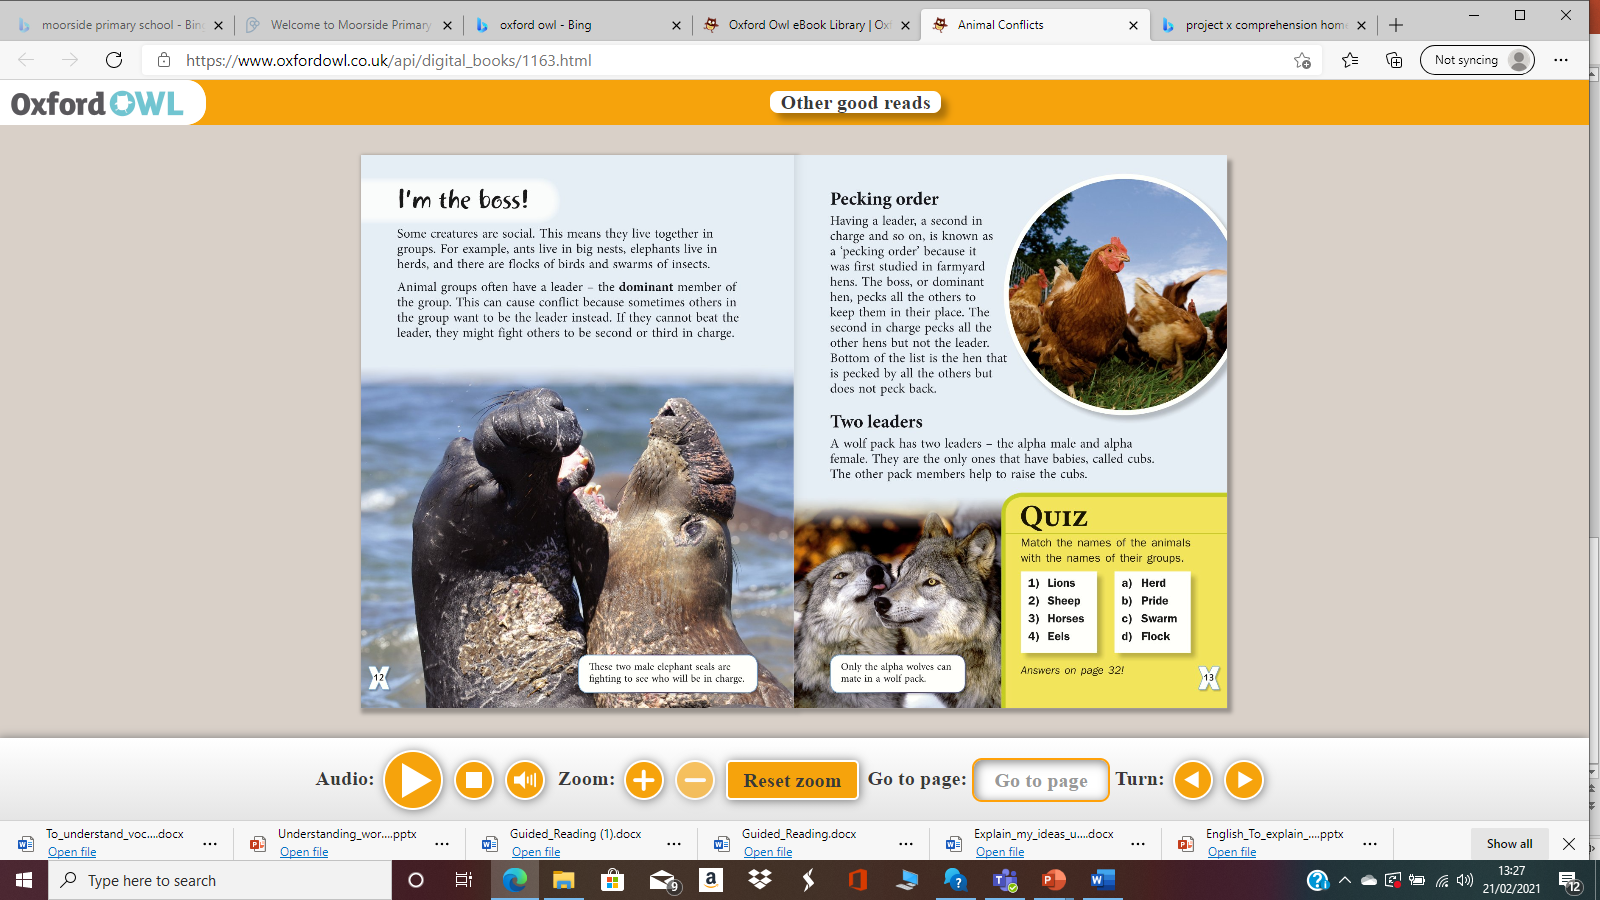 moorside primary school - Bin
Welcome to Moorside Primary
oxford owl - Bing
Oxford Owl eBook Library | Ox
Animal Conflicts
project x comprehension home
https://www.oxfordowl.co.uk/api/digital_books/1163.html
Not syncing
Oxford OWL
Other good reads
I'm the boss!
Some creatures are social. This means they live together in
groups. For example, ants live in big nests, elephants live in
herds, and there are flocks of birds and swarms of insects.
Animal groups often have a leader – the dominant member of
the group. This can cause conflict because sometimes others in
the group want to be the leader instead. If they cannot beat the
leader, they might fight others to be second or third in charge.
These two male elephant seals are
fighting to see who will be in charge.
12
Pecking order
Having a leader, a second in
charge and so on, is known as
a 'pecking order' because it
was first studied in farmyard
hens. The boss, or dominant
hen, pecks all the others to
keep them in their place. The
second in charge pecks all the
other hens but not the leader.
Bottom of the list is the hen that
is pecked by all the others but
does not peck back.
Two leaders
A wolf pack has two leaders – the alpha male and alpha
female. They are the only ones that have babies, called cubs.
The other pack members help to raise the cubs.
Only the alpha wolves can
mate in a wolf pack.
QUIZ
Match the names of the animals
with the names of their groups.
1) Lions
2) Sheep
3) Horses
4) Eels
a) Herd
b) Pride
c) Swarm
d) Flock
Answers on page 32!
13
Audio:
Zoom:
Reset zoom
Go to page:
Go to page
Turn:
To_understand_voc....docx
Open file
Understanding_wor....pptx
Open file
Guided_Reading (1).docx
Open file
Guided_Reading.docx
Open file
Explain_my_ideas_u....docx
Open file
English_To_explain_....pptx
Open file
Show all
Type here to search
9
13:27
21/02/2021
12